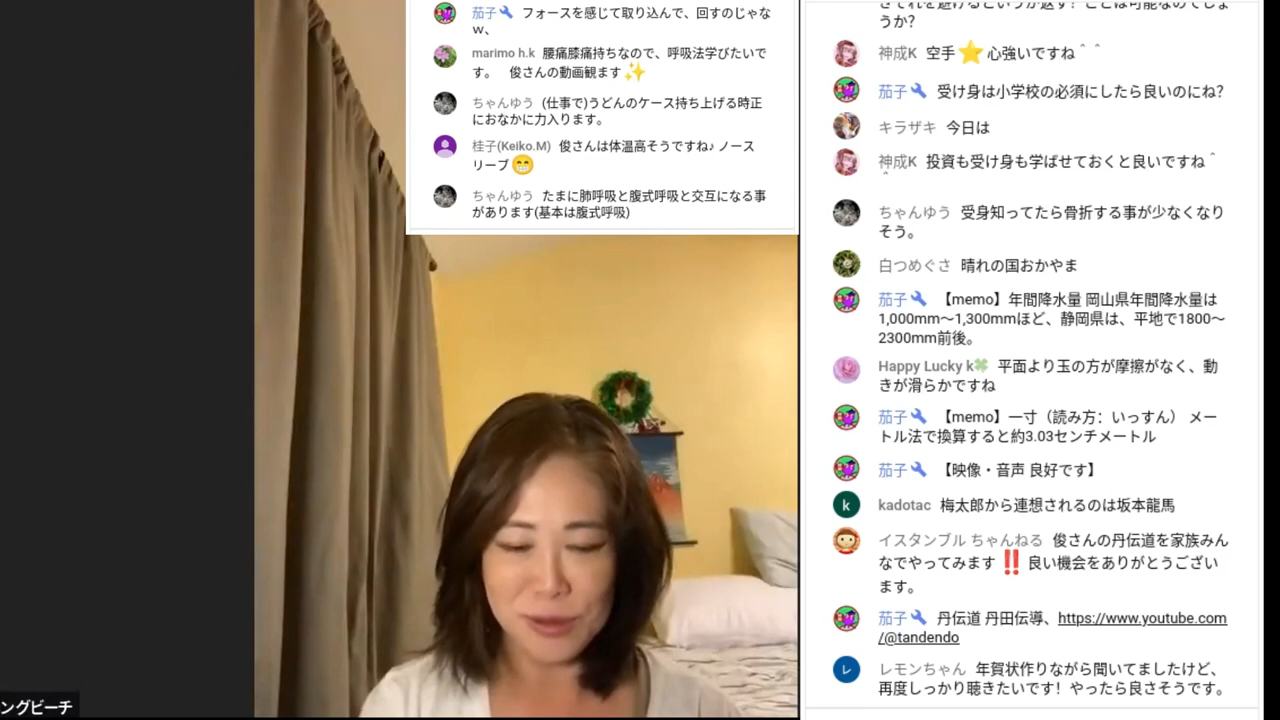 茄子 フォースを感じて取り込んで、回すのじゃな
w、
marimo h.k 腰痛膝痛持ちなので、呼吸法学びたいで
す。 俊さんの動画観ます✨
ちゃんゆう (仕事で)うどんのケース持ち上げる時正
におなかに力入ります。
桂子(Keiko.M) 俊さんは体温高そうですね♪ ノース
リーブ😁
ちゃんゆう たまに肺呼吸と腹式呼吸と交互になる事
があります(基本は腹式呼吸)
ングビーチ
うか?
神成K 空手⭐心強いですね＾＾
茄子 受け身は小学校の必須にしたら良いのにね?
キラザキ 今日は
神成K 投資も受け身も学ばせておくと良いですね＾
＾
ちゃんゆう 受身知ってたら骨折する事が少なくなり
そう。
白つめぐさ 晴れの国おかやま
茄子 【memo】年間降水量 岡山県年間降水量は
1,000mm〜1,300mmほど、静岡県は、平地で1800〜
2300mm前後。
Happy Lucky k🍀 平面より玉の方が摩擦がなく、動
きが滑らかですね
茄子 【memo】一寸（読み方：いっすん） メー
トル法で換算すると約3.03センチメートル
茄子 【映像・音声 良好です】
kadotac 梅太郎から連想されるのは坂本龍馬
イスタンブル ちゃんねる 俊さんの丹伝道を家族みん
なでやってみます‼️良い機会をありがとうござい
ます。
茄子 丹伝道 丹田伝導、https://www.youtube.com
/@tandendo
レ
レモンちゃん 年賀状作りながら聞いてましたけど、
再度しっかり聴きたいです！やったら良さそうです。